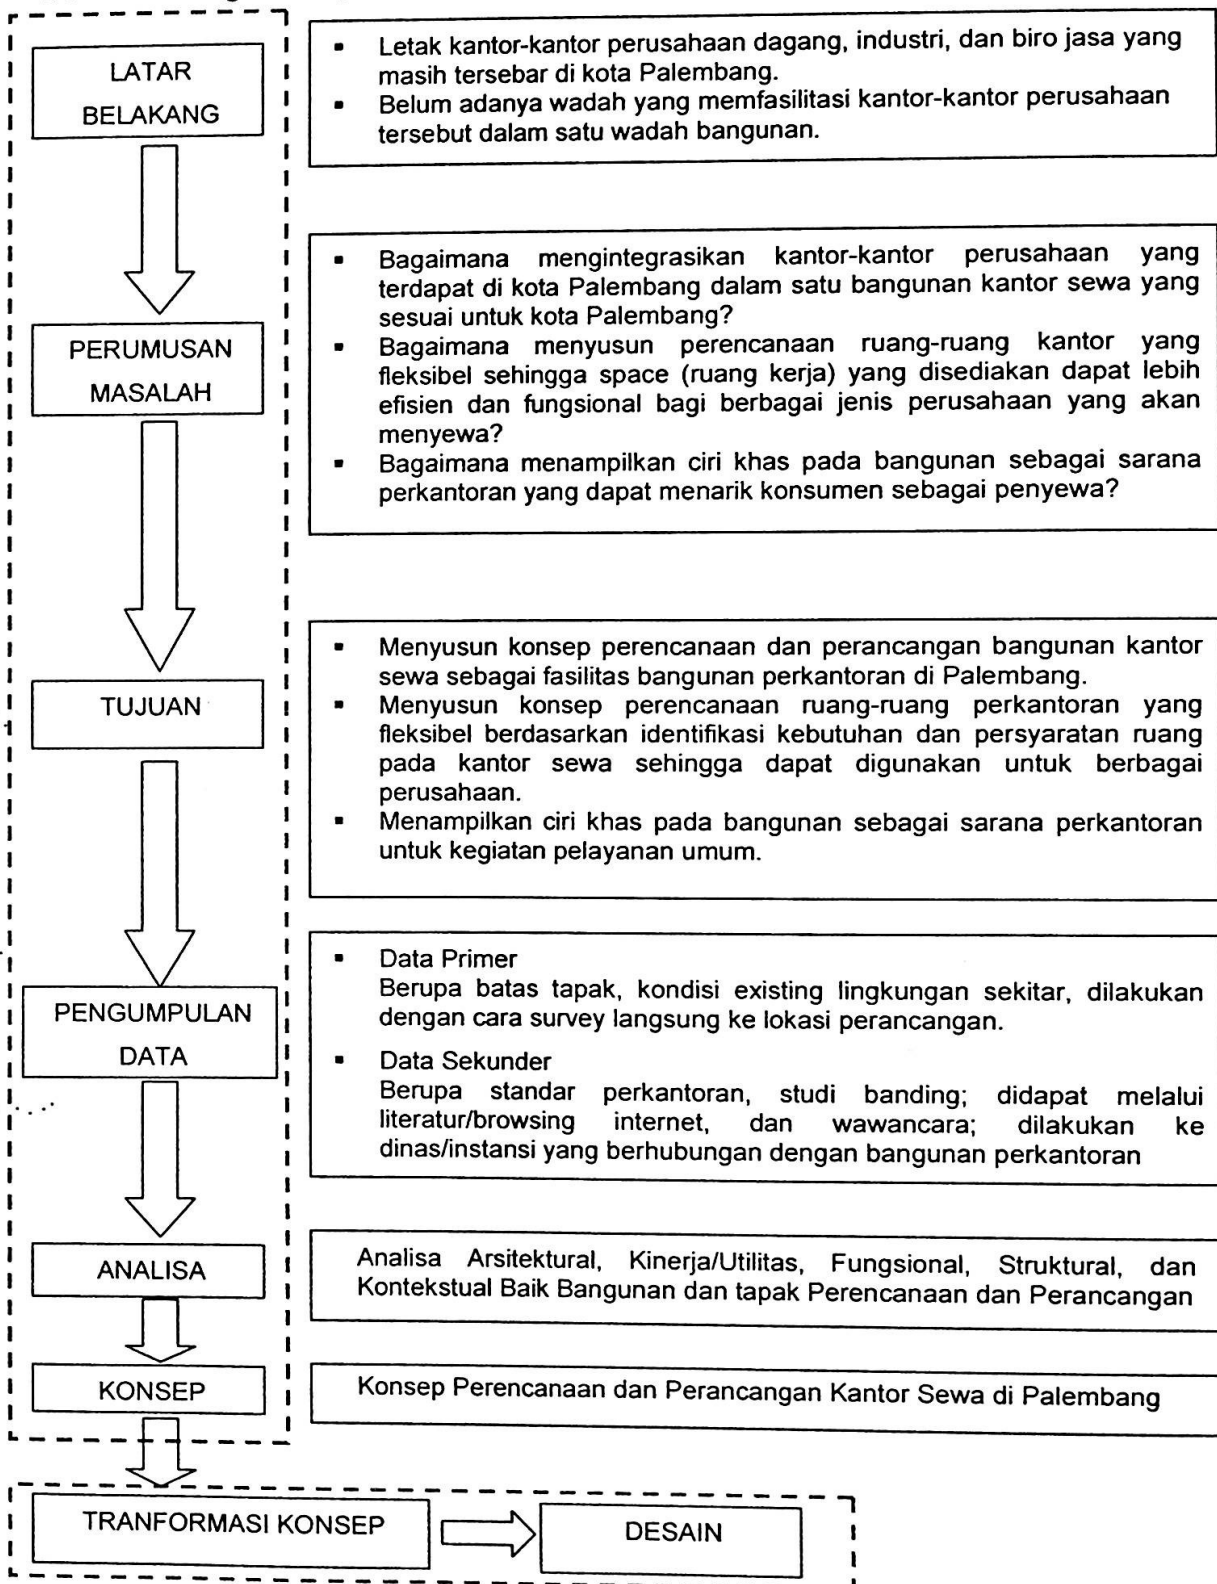 LATAR
BELAKANG
▪ Letak kantor-kantor perusahaan dagang, industri, dan biro jasa yang
masih tersebar di kota Palembang.
▪ Belum adanya wadah yang memfasilitasi kantor-kantor perusahaan
tersebut dalam satu wadah bangunan.
PERUMUSAN
MASALAH
▪ Bagaimana mengintegrasikan kantor-kantor perusahaan yang
terdapat di kota Palembang dalam satu bangunan kantor sewa yang
sesuai untuk kota Palembang?
▪ Bagaimana menyusun perencanaan ruang-ruang kantor yang
fleksibel sehingga space (ruang kerja) yang disediakan dapat lebih
efisien dan fungsional bagi berbagai jenis perusahaan yang akan
menyewa?
▪ Bagaimana menampilkan ciri khas pada bangunan sebagai sarana
perkantoran yang dapat menarik konsumen sebagai penyewa?
TUJUAN
▪ Menyusun konsep perencanaan dan perancangan bangunan kantor
sewa sebagai fasilitas bangunan perkantoran di Palembang.
▪ Menyusun konsep perencanaan ruang-ruang perkantoran yang
fleksibel berdasarkan identifikasi kebutuhan dan persyaratan ruang
pada kantor sewa sehingga dapat digunakan untuk berbagai
perusahaan.
▪ Menampilkan ciri khas pada bangunan sebagai sarana perkantoran
untuk kegiatan pelayanan umum.
PENGUMPULAN
DATA
▪ Data Primer
Berupa batas tapak, kondisi existing lingkungan sekitar, dilakukan
dengan cara survey langsung ke lokasi perancangan.
▪ Data Sekunder
Berupa standar perkantoran, studi banding; didapat melalui
literatur/browsing internet, dan wawancara; dilakukan ke
dinas/instansi yang berhubungan dengan bangunan perkantoran
ANALISA
Analisa Arsitektural, Kinerja/Utilitas, Fungsional, Struktural, dan
Kontekstual Baik Bangunan dan tapak Perencanaan dan Perancangan
KONSEP
Konsep Perencanaan dan Perancangan Kantor Sewa di Palembang
TRANFORMASI KONSEP
DESAIN